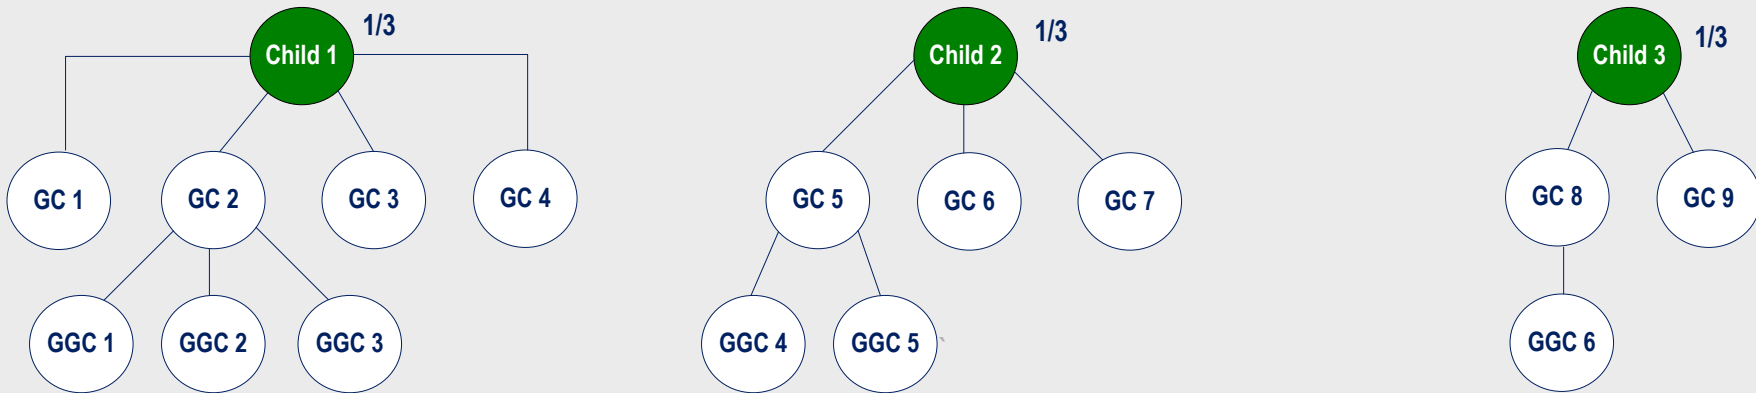 Child 1
1/3
Child 2
1/3
Child 3
1/3
GC 1
GC 2
GC 3
GC 4
GC 5
GC 6
GC 7
GC 8
GC 9
GGC 1
GGC 2
GGC 3
GGC 4
GGC 5
`
GGC 6